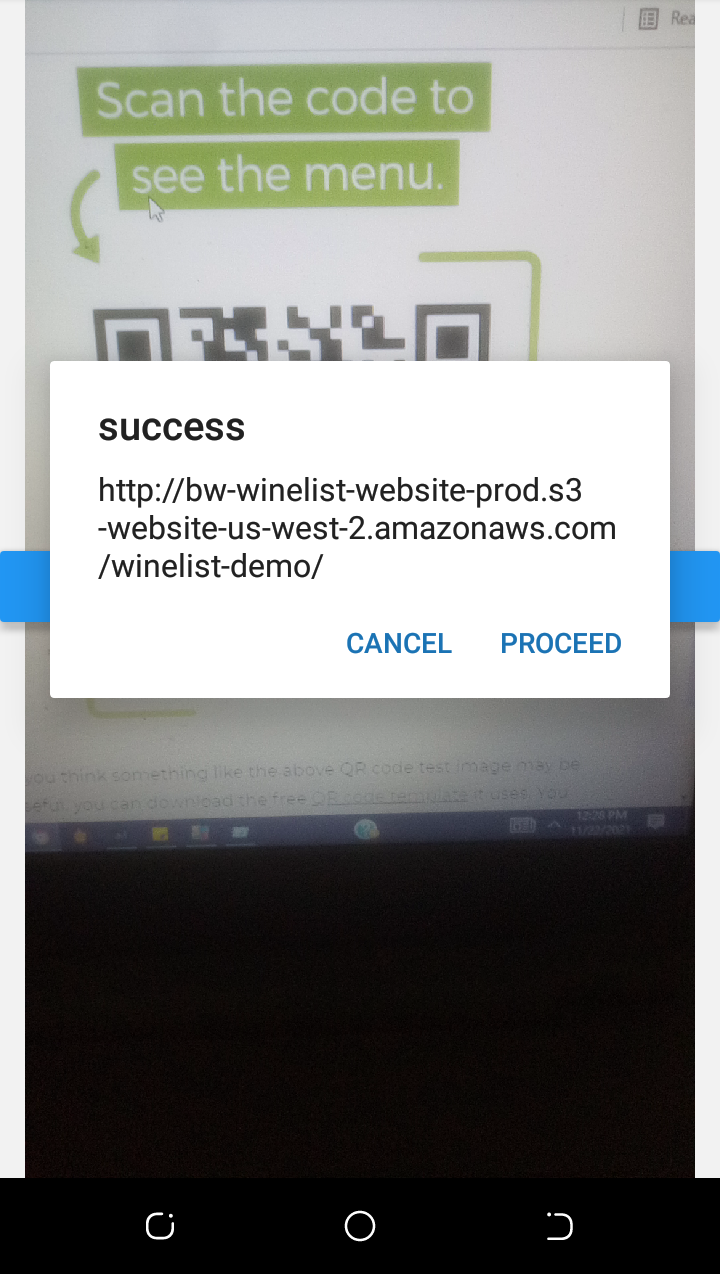 Rea
Scan the code to
see the menu.
success
http://bw-winelist-website-prod.s3
-website-us-west-2.amazonaws.com
/winelist-demo/
CANCEL PROCEED
you think something like the above QR code test image may be
seful, you can download the free QR code template it uses. You
12:28 PM
11/22/2021